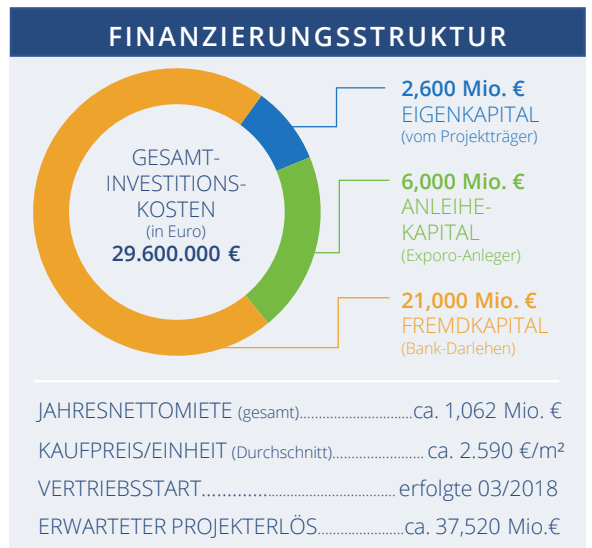 FINANZIERUNGSSTRUKTUR
GESAMT-
INVESTITIONS-
KOSTEN
(in Euro)
29.600.000 €
2,600 Mio. €
EIGENKAPITAL
(vom Projektträger)
6,000 Mio. €
ANLEIHE-
KAPITAL
(Exporo-Anleger)
21,000 Mio. €
FREMDKAPITAL
(Bank-Darlehen)
JAHRESNETTOMIETE (gesamt)..............................ca. 1,062 Mio. €
KAUFPREIS/EINHEIT (Durchschnitt)........................ ca. 2.590 €/m²
VERTRIEBSSTART............................................... erfolgte 03/2018
ERWARTETER PROJEKTERLÖS.......................ca. 37,520 Mio.€